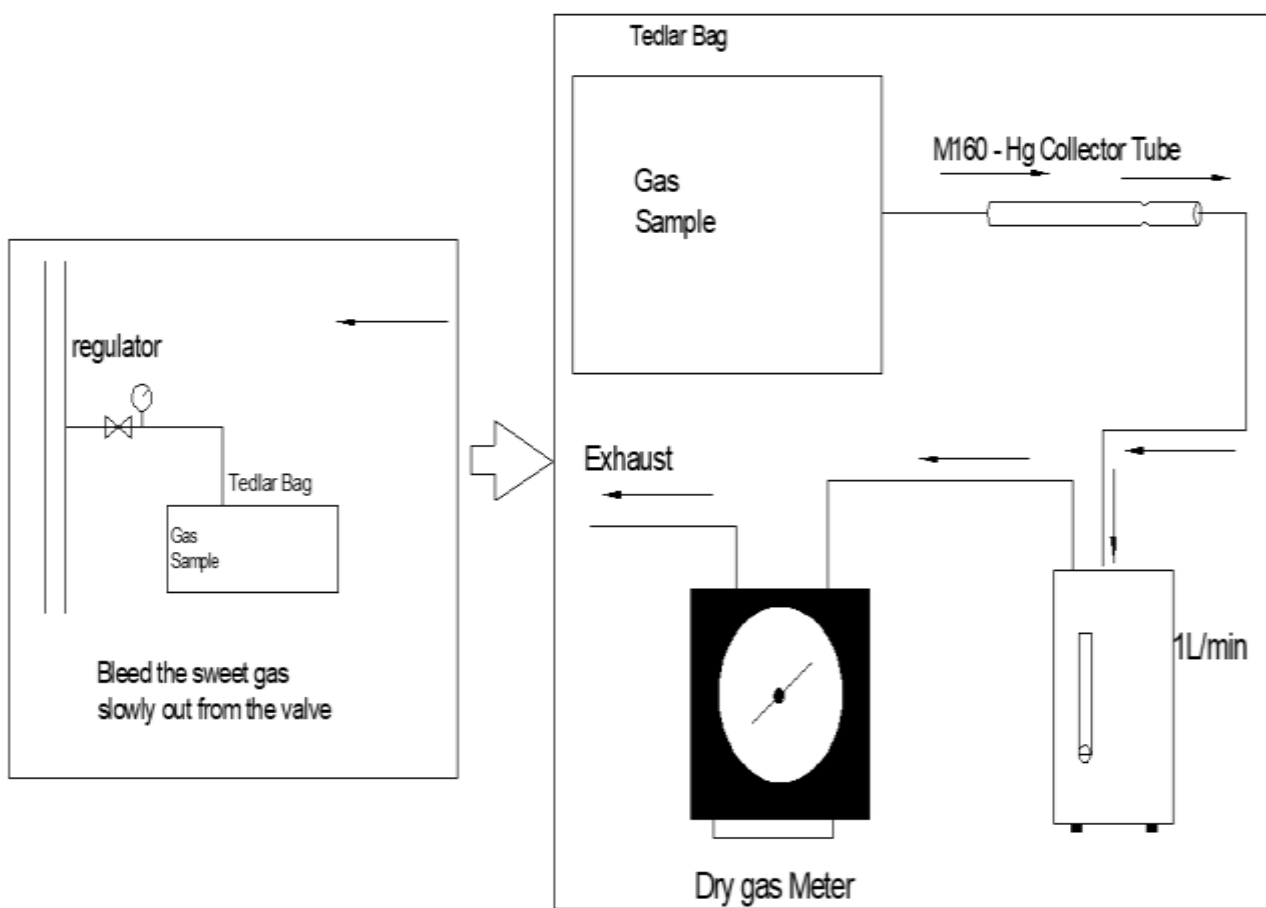 regulator
Tedlar Bag
Gas
Sample
Bleed the sweet gas
slowly out from the valve
Tedlar Bag
Gas
Sample
M160 - Hg Collector Tube
Exhaust
1L/min
Dry gas Meter